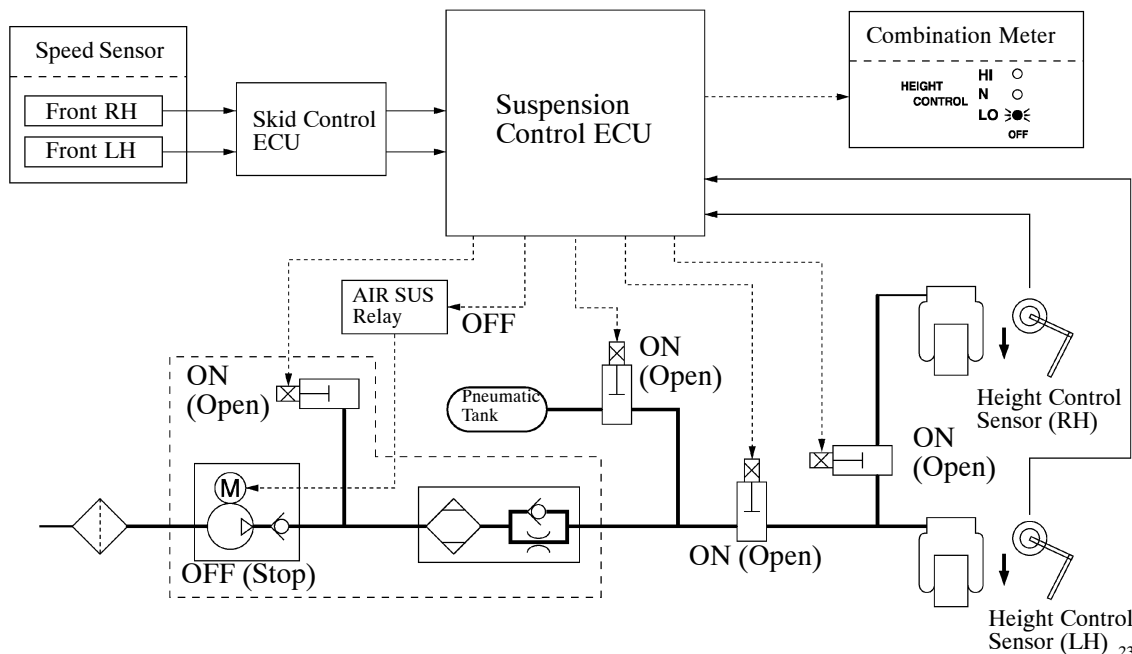 Speed Sensor
Front RH
Front LH
Skid Control
ECU
Suspension
Control ECU
Combination Meter
HEIGHT
CONTROL
HI
N
LO
OFF
AIR SUS
Relay
OFF
ON
(Open)
Pneumatic
Tank
ON
(Open)
ON
(Open)
Height Control
Sensor (RH)
M
OFF (Stop)
ON (Open)
Height Control
Sensor (LH)
23